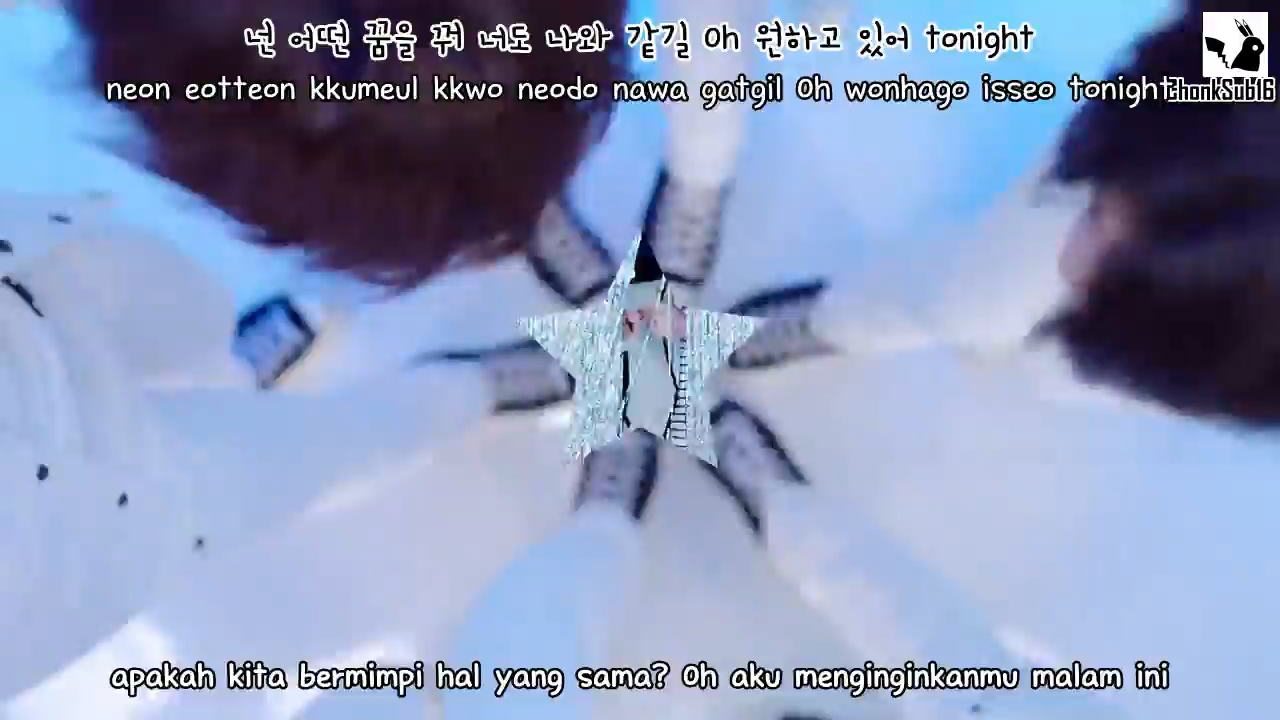 넌 어떤 꿈을 꿔 너도 나와 같길 Oh 원하고 있어 tonight
neon eotteon kkumeul kkwo neodo nawa gatgil Oh wonhago isseo tonight
ChonkSub16
apakah kita bermimpi hal yang sama? Oh aku menginginkanmu malam ini